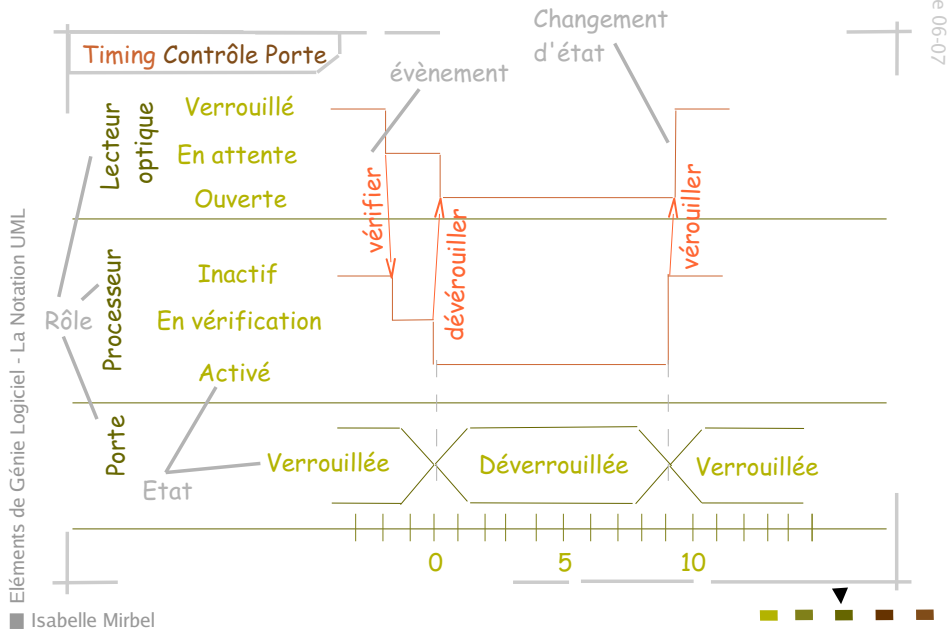 Changement
d'état
Timing Contrôle Porte
évènement
Lecteur
optique
Verrouillé
En attente
Ouverte
vérifier
dévérouiller
vérouiller
Processeur
Inactif
En vérification
Activé
Rôle
Porte
Verrouillée
Déverrouillée
Verrouillée
Etat
0 5 10
Eléments de Génie Logiciel - La Notation UML
Isabelle Mirbel
e 06-07